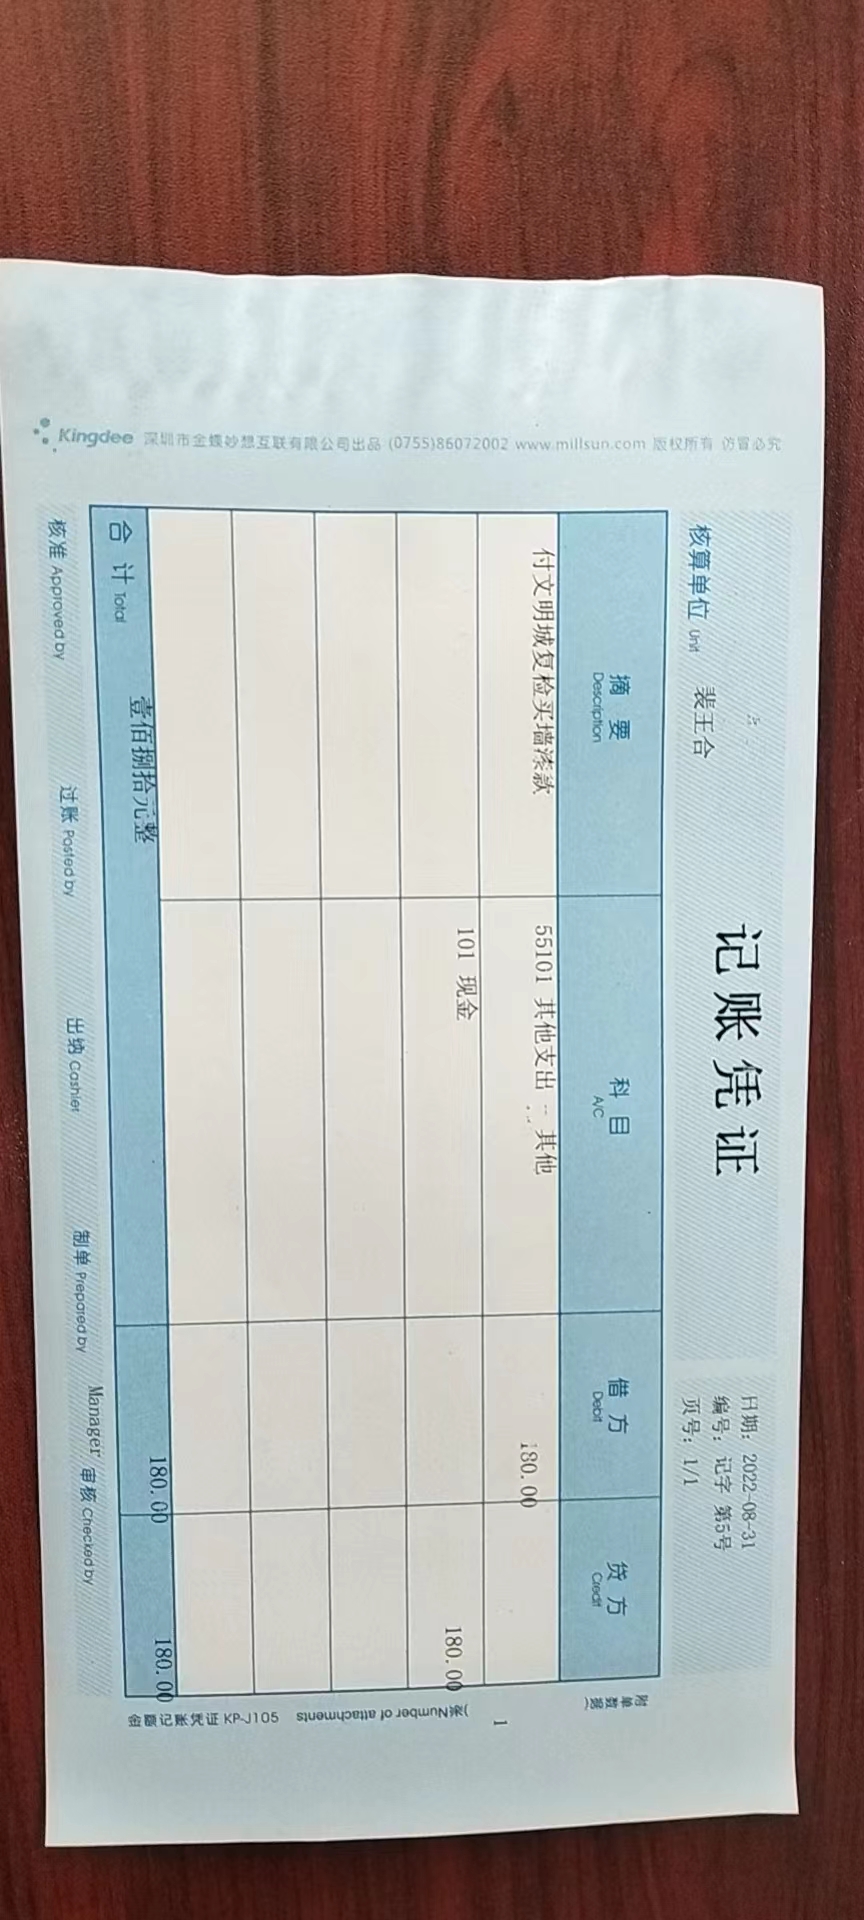 记账凭证
日期: 2022-08-31
编号: 记字 第5号
核算单位 Unit 裴王合
页号: 1/1
摘 要 Description 科 目 A/C 借 方 Debit 贷 方 Credit
付文明城复检买墙漆款 55101 其他支出 -- 其他 180.00
101 现金 180.00
合 计 Total 壹佰捌拾元整 180.00 180.00
核准 Approved by 过账 Posted by 出纳 Cashier 制单 Prepared by Manager 审核 Checked by
附单数据( 1 张)Number of attachments
金额记账凭证 KP-J105
Kingdee 深圳市金蝶妙想互联有限公司出品 (0755)86072002 www.millsun.com 版权所有 仿冒必究